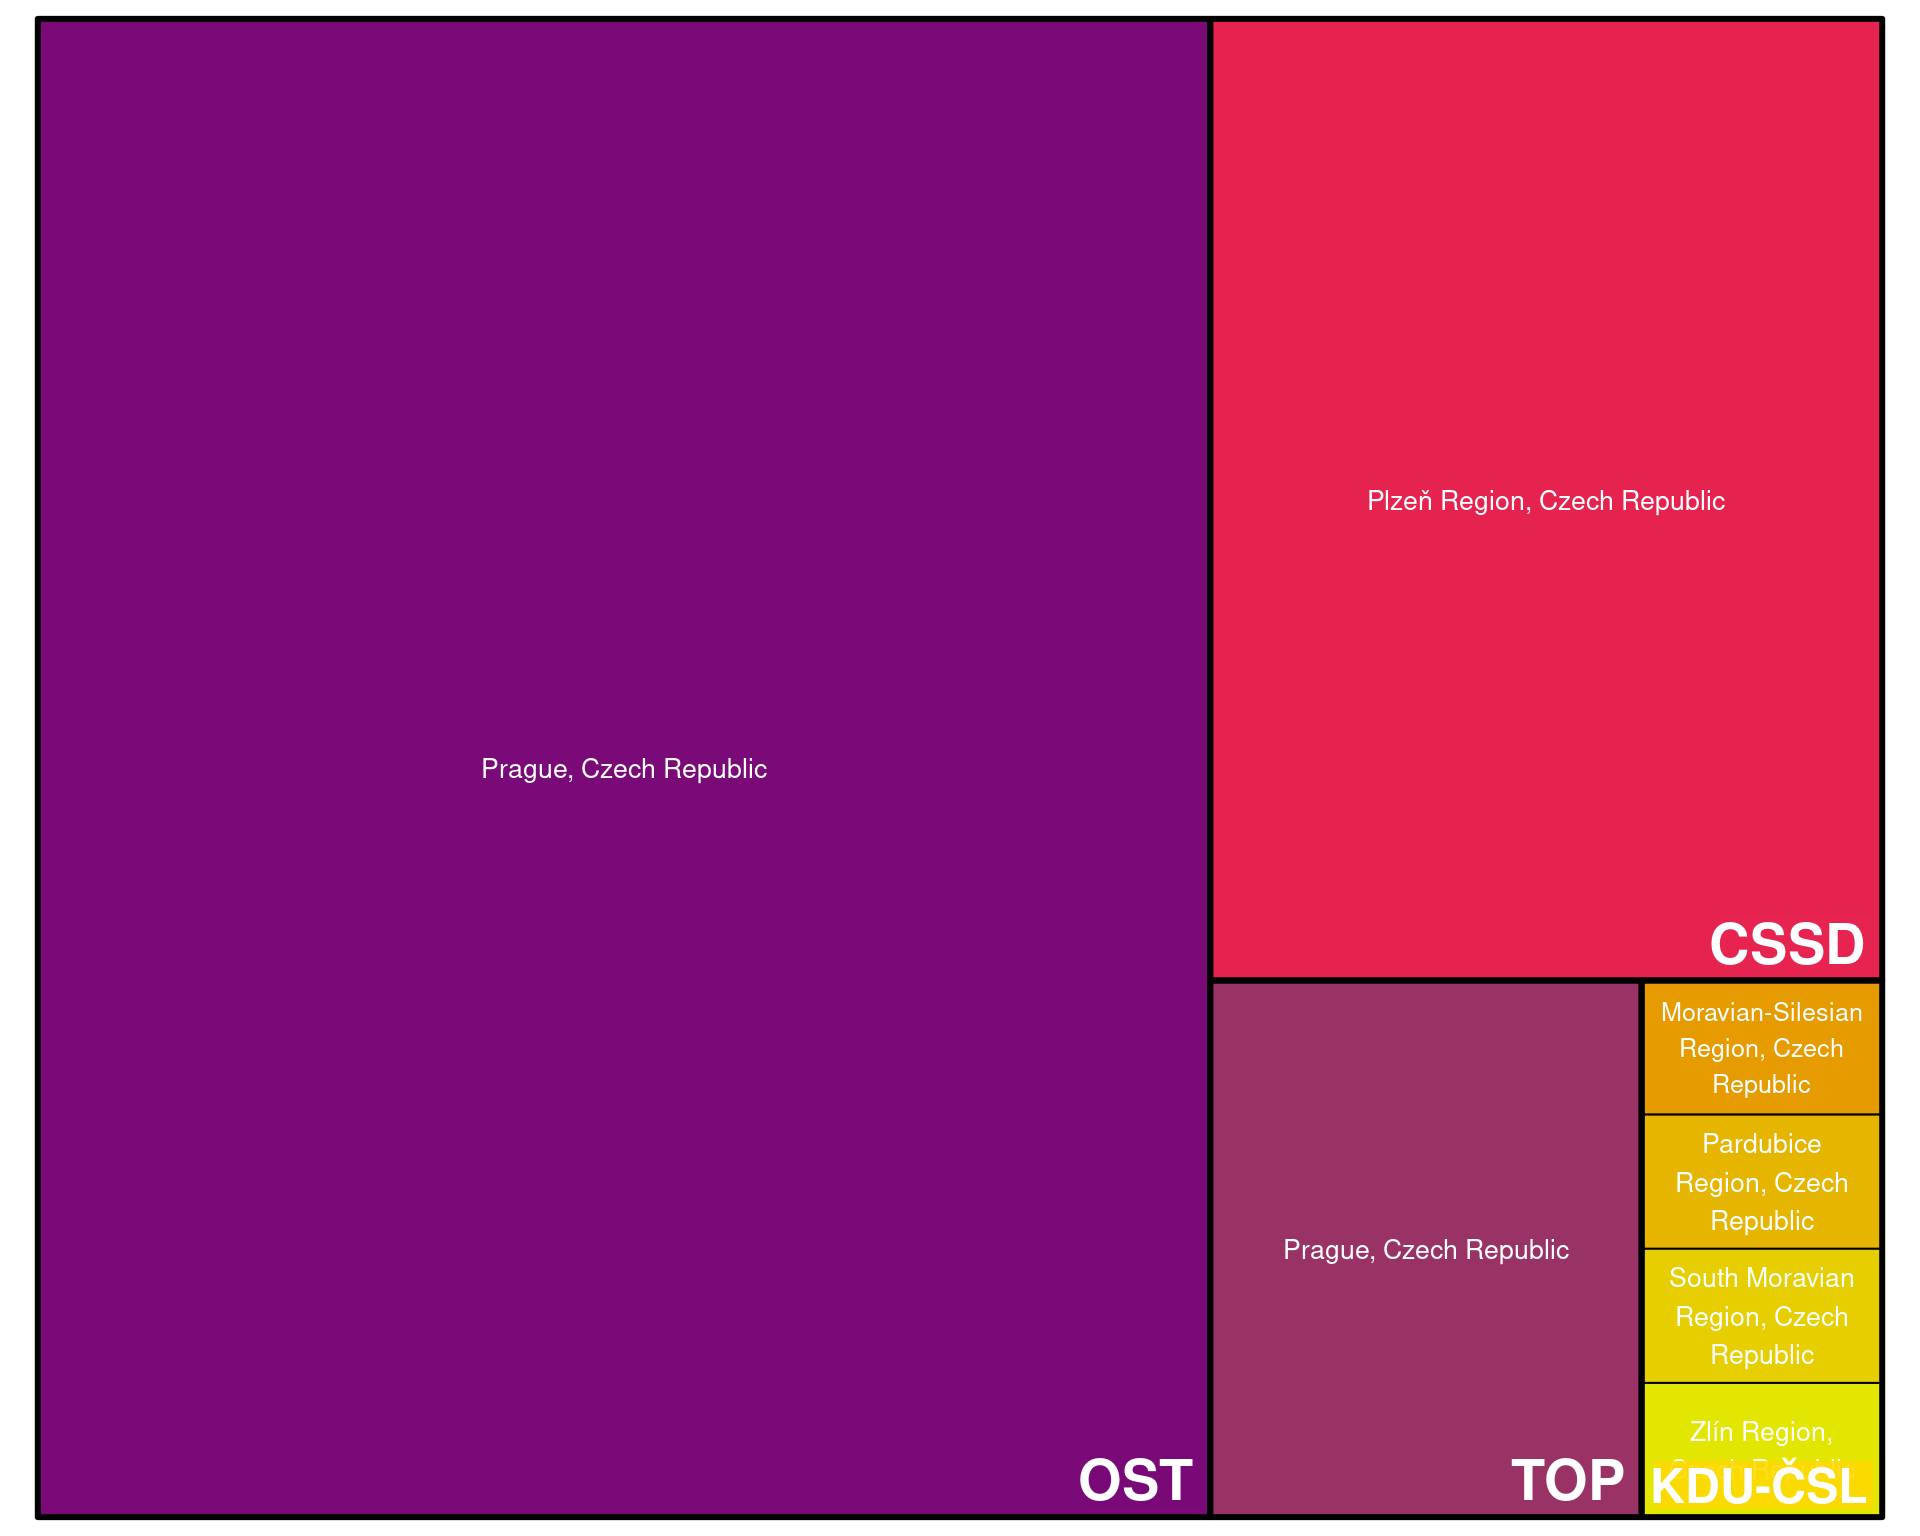 Prague, Czech Republic
OST
Plzeň Region, Czech Republic
CSSD
Prague, Czech Republic
TOP
Moravian-Silesian
Region, Czech
Republic
Pardubice
Region, Czech
Republic
South Moravian
Region, Czech
Republic
Zlín Region,
KDU-ČSL